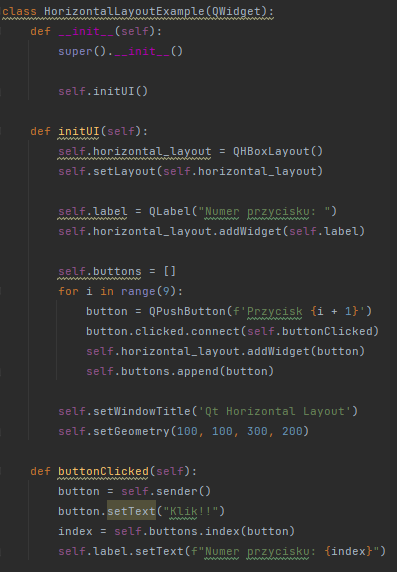 class HorizontalLayoutExample(QWidget):
    def __init__(self):
        super().__init__()

        self.initUI()

    def initUI(self):
        self.horizontal_layout = QHBoxLayout()
        self.setLayout(self.horizontal_layout)

        self.label = QLabel("Numer przycisku: ")
        self.horizontal_layout.addWidget(self.label)

        self.buttons = []
        for i in range(9):
            button = QPushButton(f'Przycisk {i + 1}')
            button.clicked.connect(self.buttonClicked)
            self.horizontal_layout.addWidget(button)
            self.buttons.append(button)

        self.setWindowTitle('Qt Horizontal Layout')
        self.setGeometry(100, 100, 300, 200)

    def buttonClicked(self):
        button = self.sender()
        button.setText("Klik!!")
        index = self.buttons.index(button)
        self.label.setText(f"Numer przycisku: {index}")